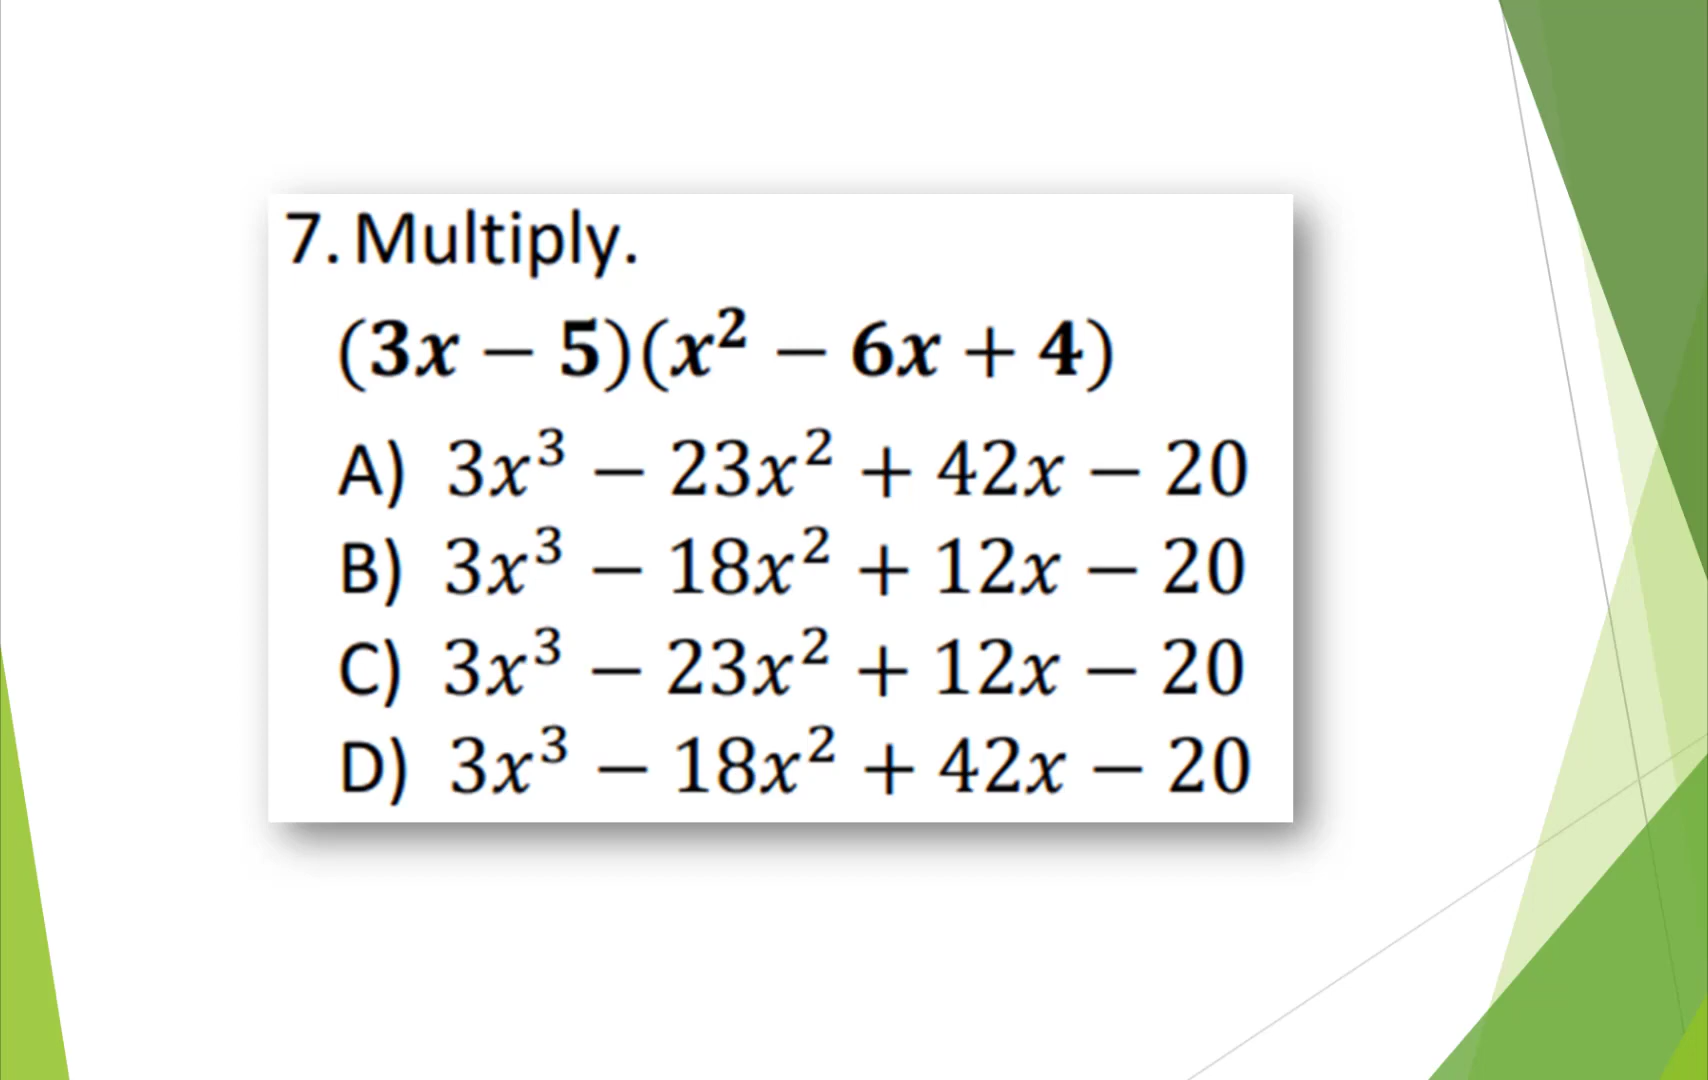 7. Multiply.
(3x − 5)(x² − 6x + 4)
A) 3x³ − 23x² + 42x − 20
B) 3x³ − 18x² + 12x − 20
C) 3x³ − 23x² + 12x − 20
D) 3x³ − 18x² + 42x − 20